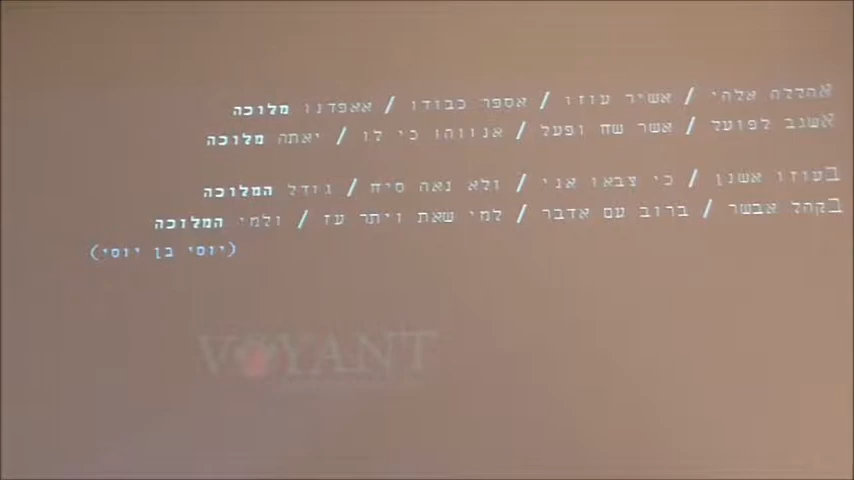 אהללה אלהי / אשיר עוזו / אספר כבודו / אאפדנו מלוכה
אשגב לפועל / אשר שח ופעל / אנווהו כי לו / יאתה מלוכה
בעוזו אשנן / כי צבאו אני / ולא נאה סיח / גודל המלוכה
בקהל אבשר / ברוב עם אדבר / למי שאת ויתר עז / ולמי המלוכה
(יוסי בן יוסי)
VOYANT